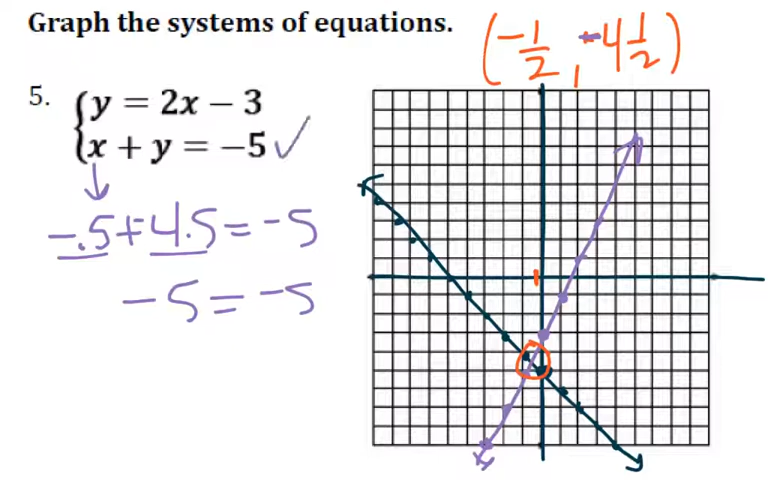 Graph the systems of equations.
(-1/2, -4 1/2)
5. {y = 2x − 3
{x + y = −5 ✓
-.5 + 4.5 = -5
-5 = -5